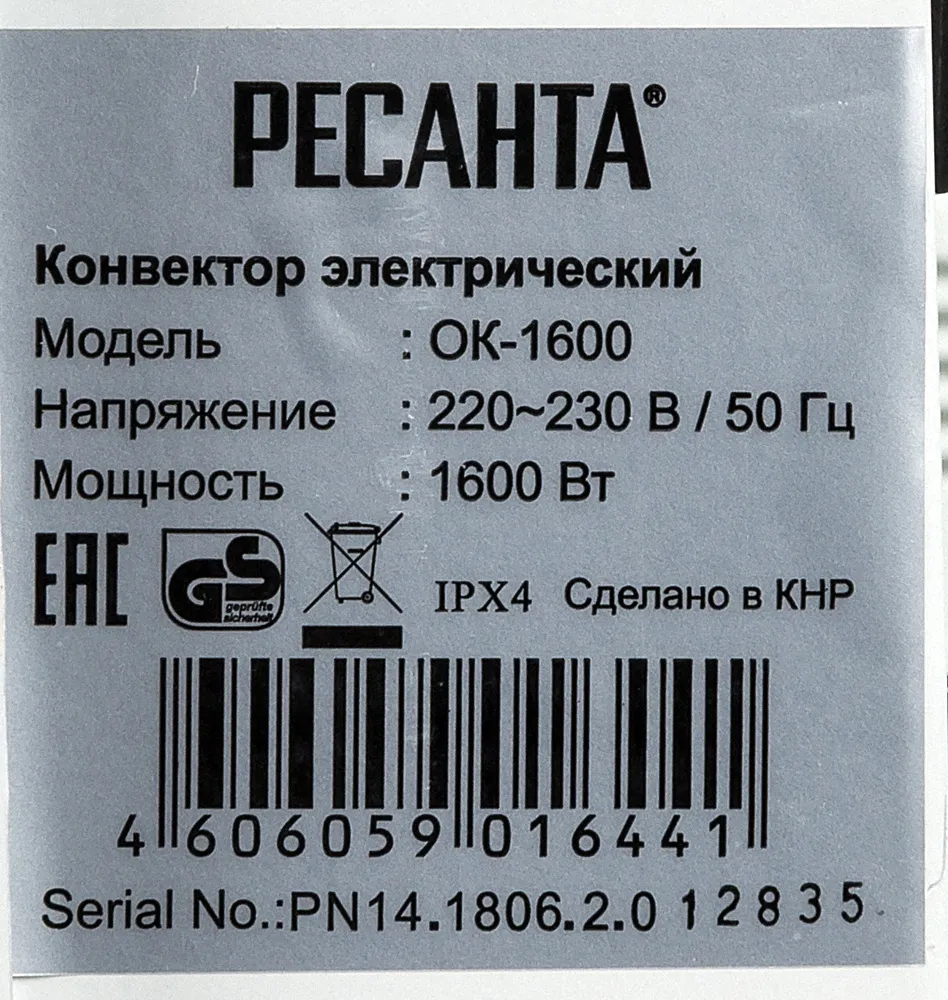 РЕСАНТА®
Конвектор электрический
Модель : ОК-1600
Напряжение : 220~230 В / 50 Гц
Мощность : 1600 Вт
EAC GS geprüfte sicherheit IPX4 Сделано в КНР
4 606059 016441
Serial No.:PN14.1806.2.0 12835